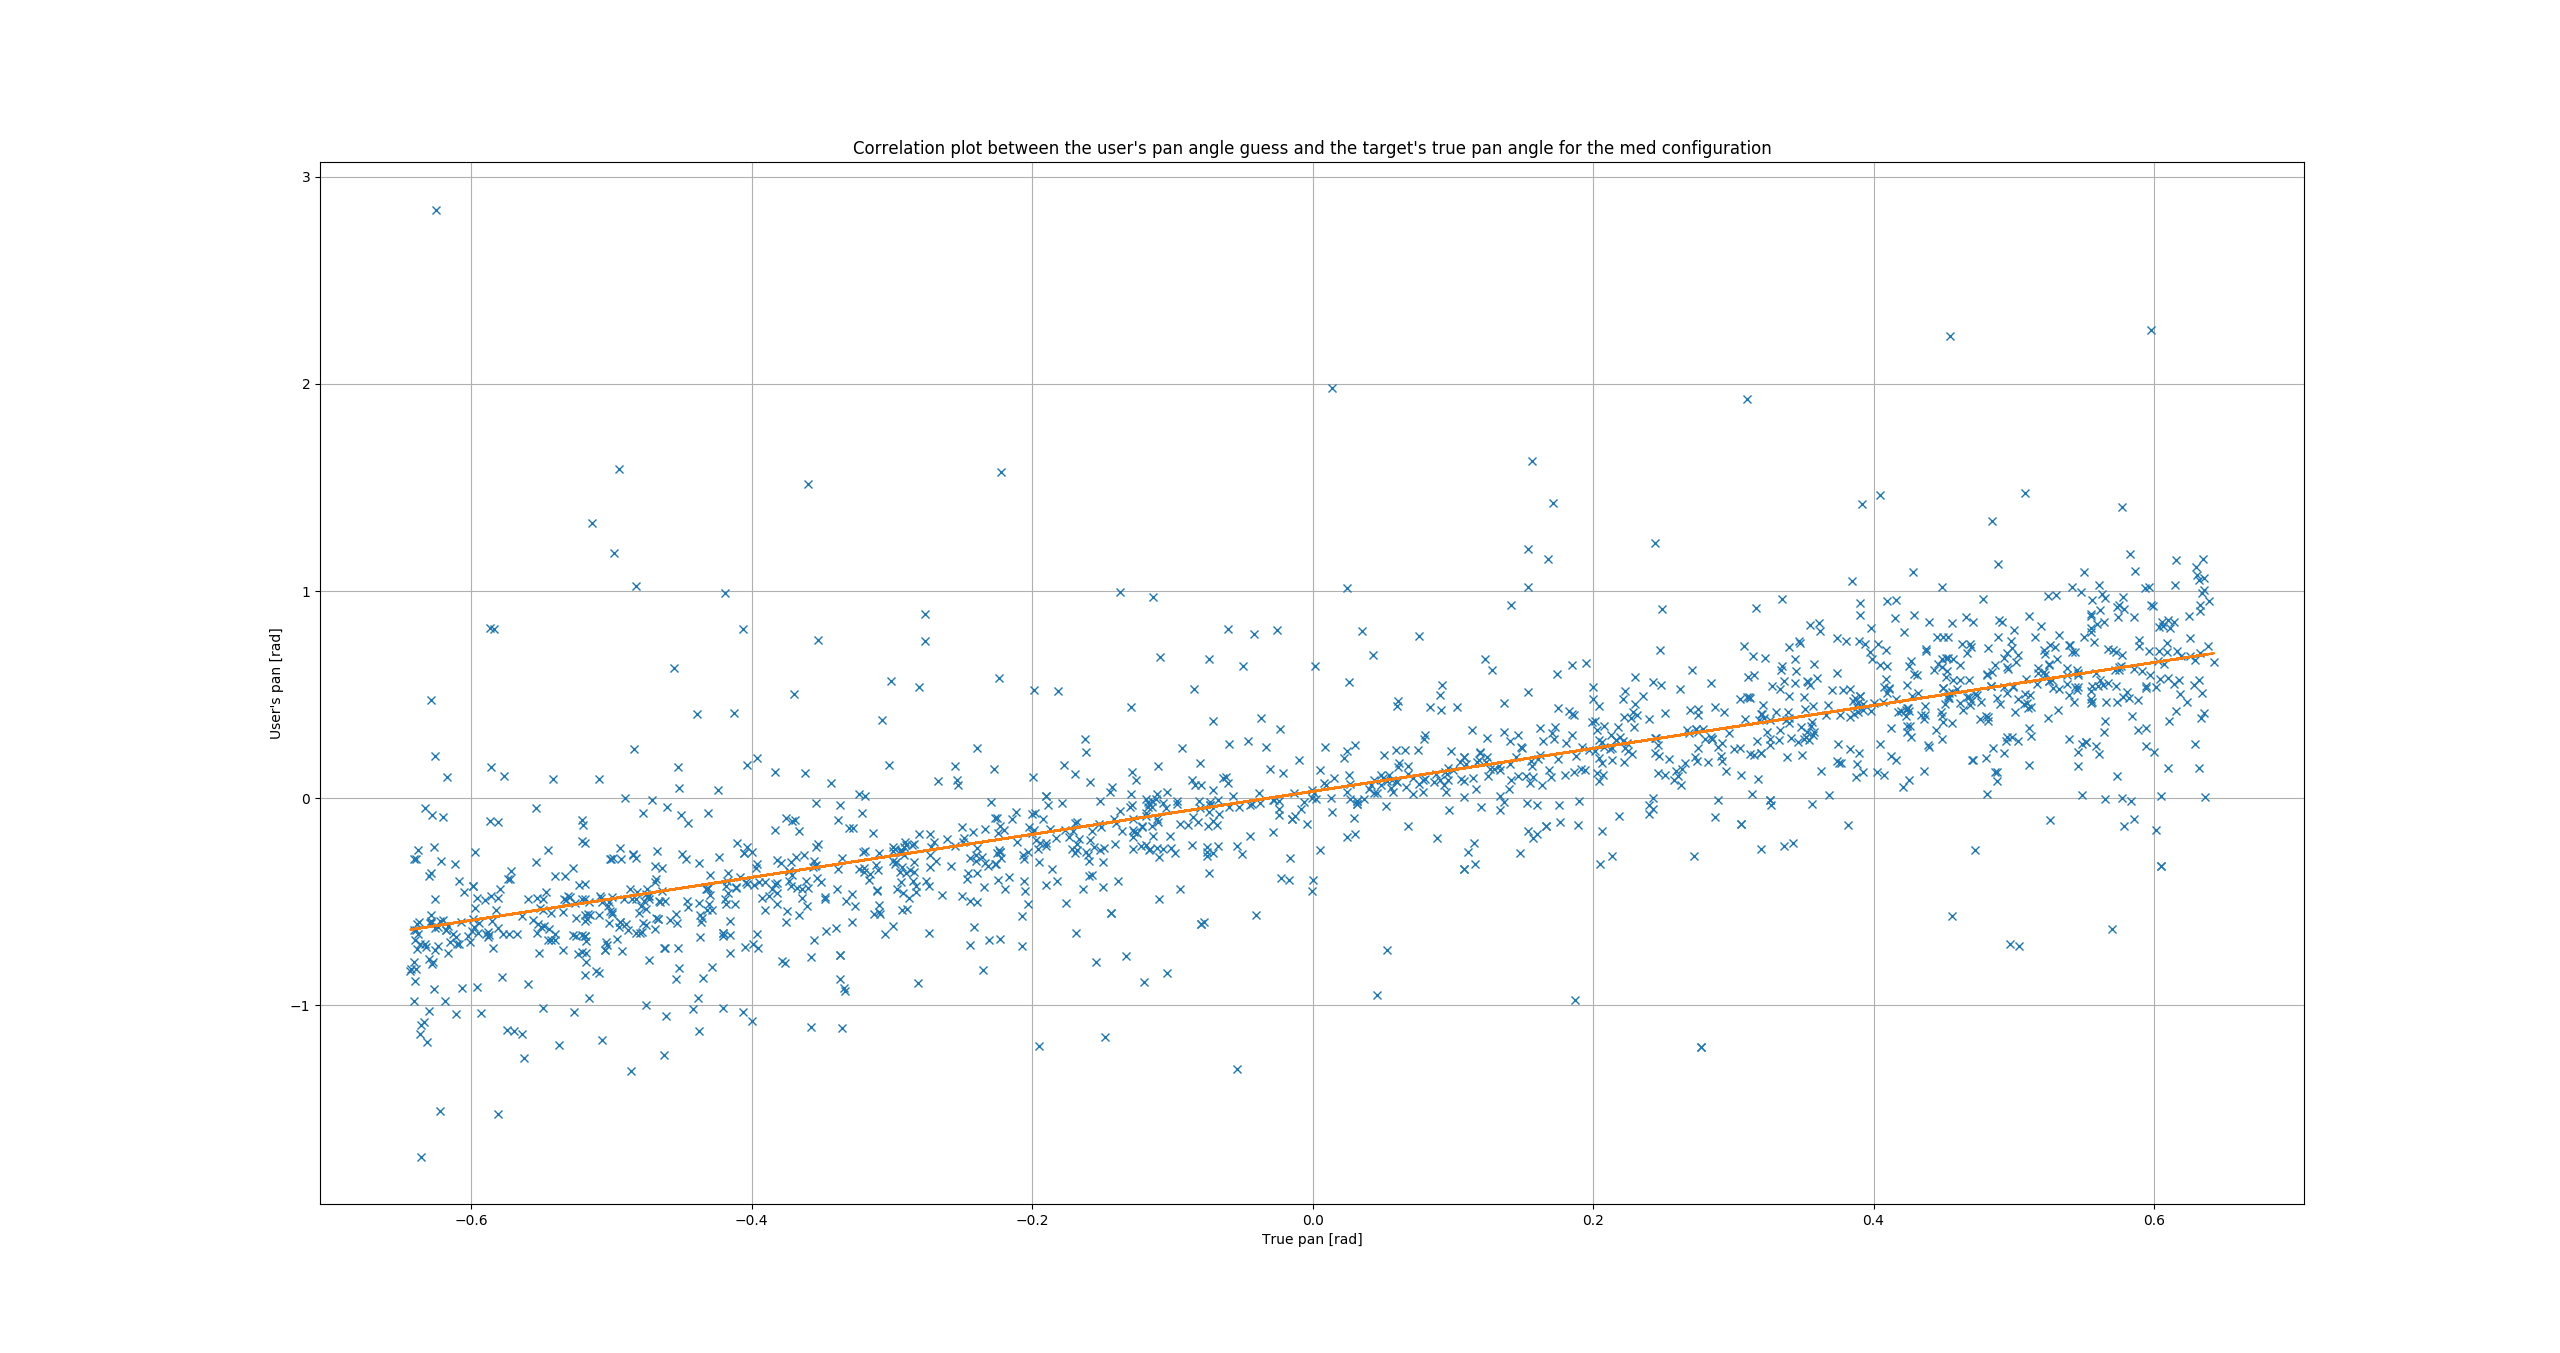 Correlation plot between the user's pan angle guess and the target's true pan angle for the med configuration
3
2
1
0
−1
User's pan [rad]
−0.6 −0.4 −0.2 0.0 0.2 0.4 0.6
True pan [rad]